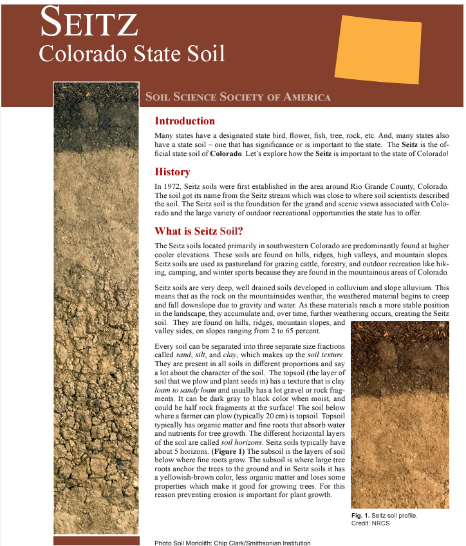 SEITZ
Colorado State Soil
SOIL SCIENCE SOCIETY OF AMERICA
Introduction
Many states have a designated state bird, flower, fish, tree, rock, etc. And, many states also
have a state soil – one that has significance or is important to the state. The Seitz is the of-
ficial state soil of Colorado. Let's explore how the Seitz is important to the state of Colorado!
History
In 1972, Seitz soils were first established in the area around Rio Grande County, Colorado.
The soil got its name from the Seitz stream which was close to where soil scientists described
the soil. The Seitz soil is the foundation for the grand and scenic views associated with Colo-
rado and the large variety of outdoor recreational opportunities the state has to offer.
What is Seitz Soil?
The Seitz soils located primarily in southwestern Colorado are predominantly found at higher
cooler elevations. These soils are found on hills, ridges, high valleys, and mountain slopes.
Seitz soils are used as pastureland for grazing cattle, forestry, and outdoor recreation like hik-
ing, camping, and winter sports because they are found in the mountainous areas of Colorado.
Seitz soils are very deep, well drained soils developed in colluvium and slope alluvium. This
means that as the rock on the mountainsides weather, the weathered material begins to creep
and fall downslope due to gravity and water. As these materials reach a more stable position
in the landscape, they accumulate and, over time, further weathering occurs, creating the Seitz
soil. They are found on hills, ridges, mountain slopes, and
valley sides, on slopes ranging from 2 to 65 percent.
Every soil can be separated into three separate size fractions
called sand, silt, and clay, which makes up the soil texture.
They are present in all soils in different proportions and say
a lot about the character of the soil. The topsoil (the layer of
soil that we plow and plant seeds in) has a texture that is clay
loam to sandy loam and usually has a lot gravel or rock frag-
ments. It can be dark gray to black color when moist, and
could be half rock fragments at the surface! The soil below
where a farmer can plow (typically 20 cm) is topsoil. Topsoil
typically has organic matter and fine roots that absorb water
and nutrients for tree growth. The different horizontal layers
of the soil are called soil horizons. Seitz soils typically have
about 5 horizons. (Figure 1) The subsoil is the layers of soil
below where fine roots grow. The subsoil is where large tree
roots anchor the trees to the ground and in Seitz soils it has
a yellowish-brown color, less organic matter and loses some
properties which make it good for growing trees. For this
reason preventing erosion is important for plant growth.
Fig. 1. Seitz soil profile.
Credit: NRCS
Photo Soil Monolith: Chip Clark/Smithsonian Institution